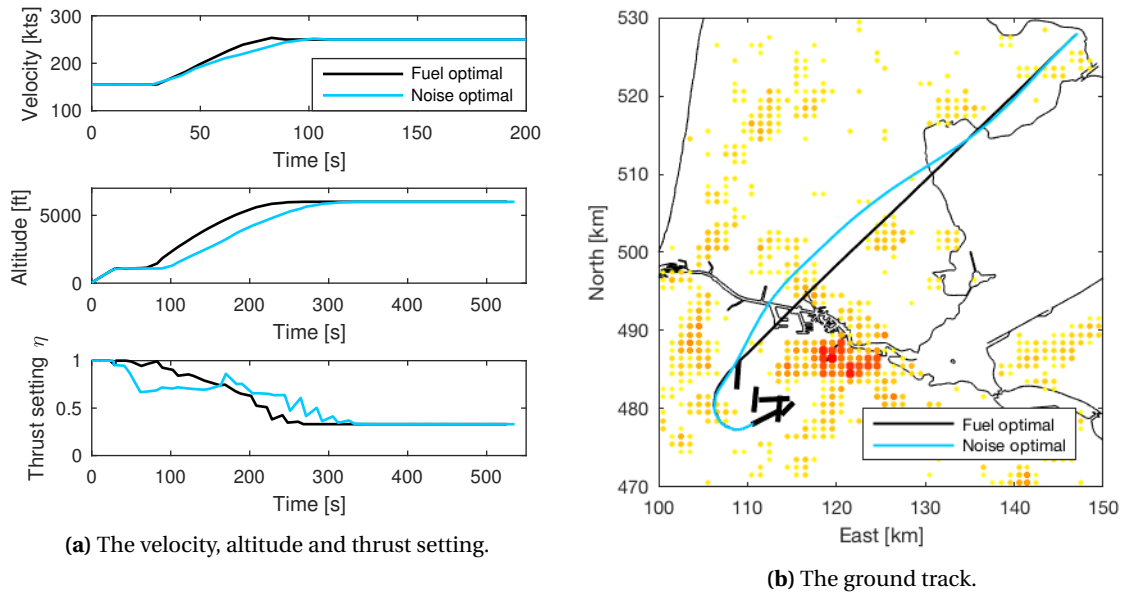 300
200
100
Velocity [kts]
Fuel optimal
Noise optimal
0 50 100 150 200
Time [s]
5000
0
Altitude [ft]
0 100 200 300 400 500
Time [s]
1
0.5
0
Thrust setting η
0 100 200 300 400 500
Time [s]
(a) The velocity, altitude and thrust setting.
530
520
510
500
490
480
470
North [km]
Fuel optimal
Noise optimal
100 110 120 130 140 150
East [km]
(b) The ground track.